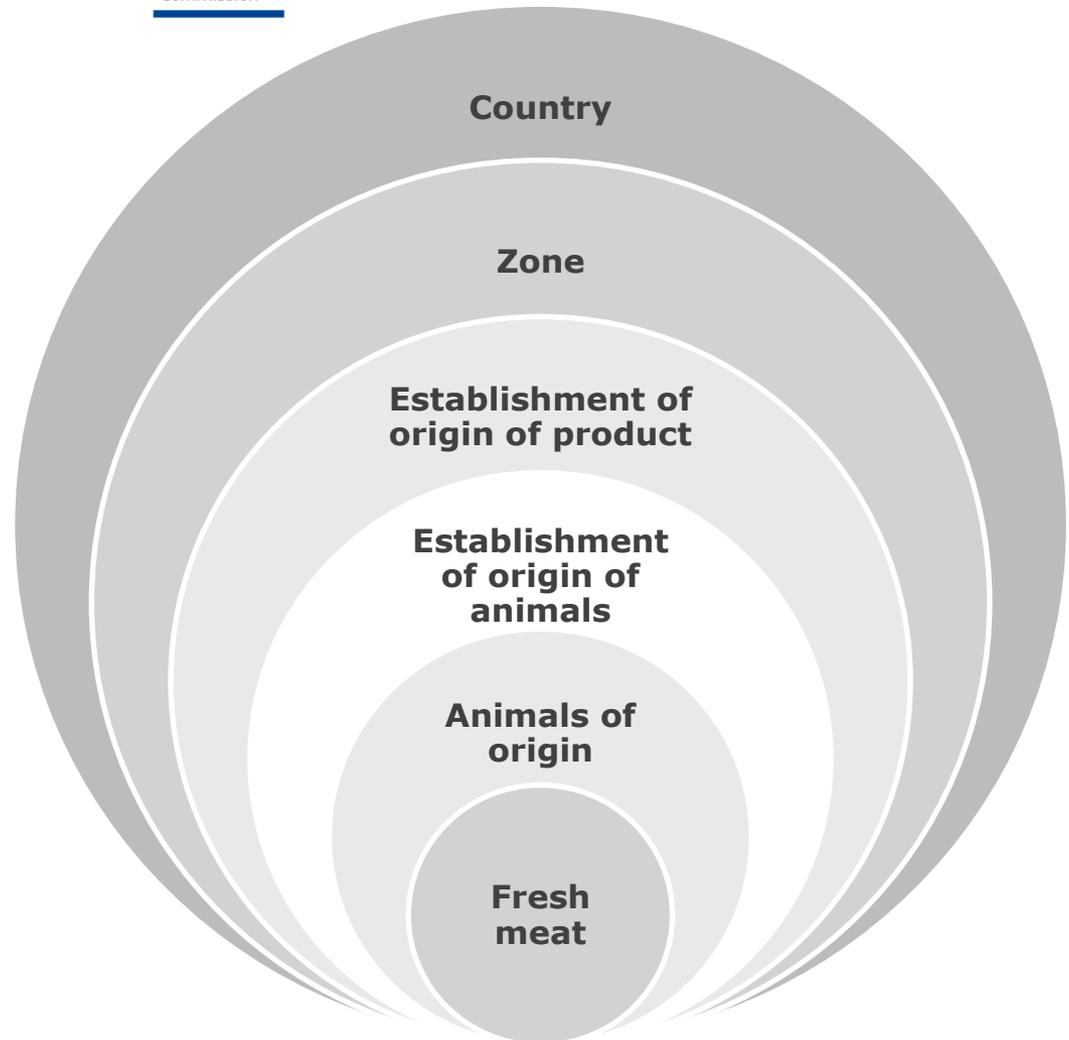 Country
Zone
Establishment of
origin of product
Establishment
of origin of
animals
Animals of
origin
Fresh
meat